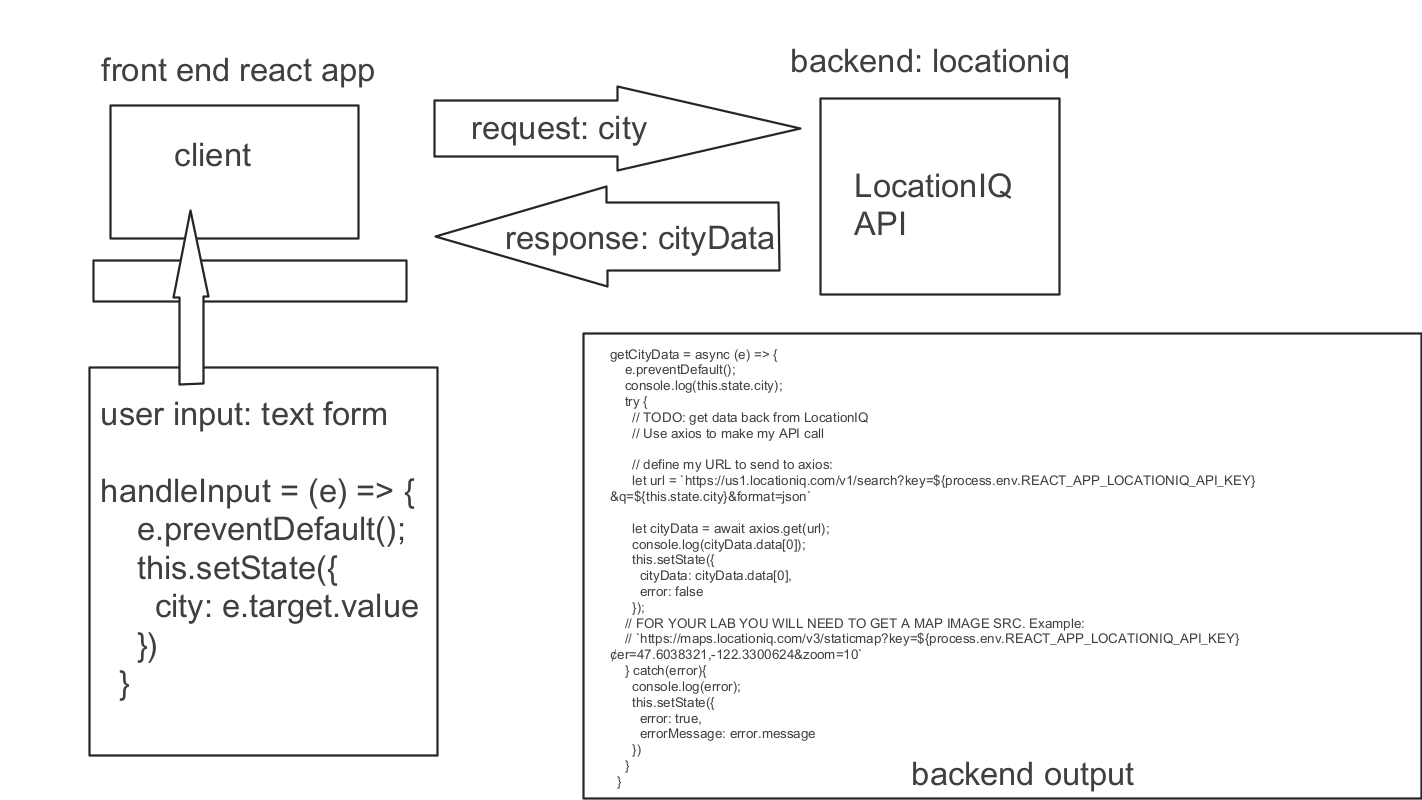 front end react app
client
request: city
response: cityData
backend: locationiq
LocationIQ
API
user input: text form
handleInput = (e) => {
e.preventDefault();
this.setState({
city: e.target.value
})
}
getCityData = async (e) => {
e.preventDefault();
console.log(this.state.city);
try {
// TODO: get data back from LocationIQ
// Use axios to make my API call
// define my URL to send to axios:
let url = `https://us1.locationiq.com/v1/search?key=${process.env.REACT_APP_LOCATIONIQ_API_KEY}
&q=${this.state.city}&format=json`
let cityData = await axios.get(url);
console.log(cityData.data[0]);
this.setState({
cityData: cityData.data[0],
error: false
});
// FOR YOUR LAB YOU WILL NEED TO GET A MAP IMAGE SRC. Example:
// `https://maps.locationiq.com/v3/staticmap?key=${process.env.REACT_APP_LOCATIONIQ_API_KEY}
¢er=47.6038321,-122.3300624&zoom=10`
} catch(error){
console.log(error);
this.setState({
error: true,
errorMessage: error.message
})
}
}
backend output